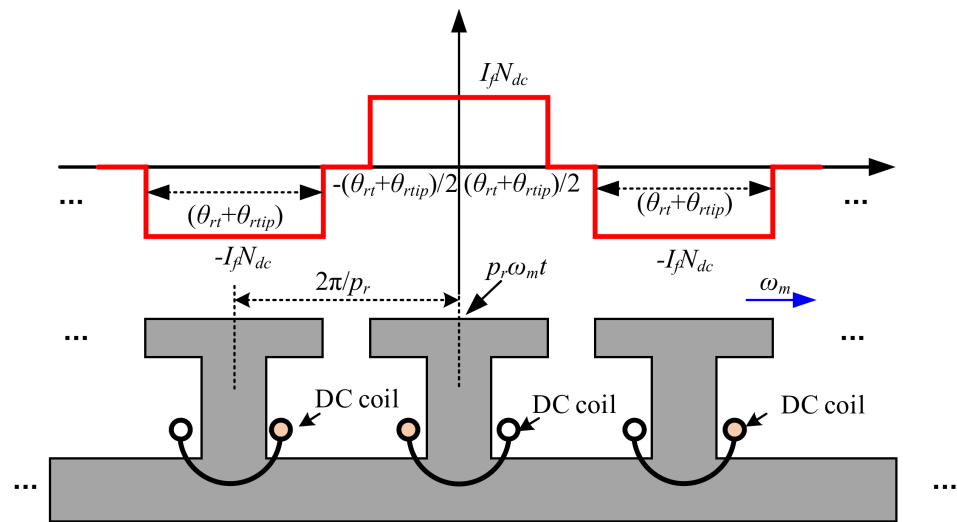 I_fN_dc
-(θ_rt+θ_rtip)/2 (θ_rt+θ_rtip)/2
... (θ_rt+θ_rtip) (θ_rt+θ_rtip) ...
-I_fN_dc -I_fN_dc
2π/p_r p_rω_mt ω_m
... ...
DC coil DC coil DC coil
... ...